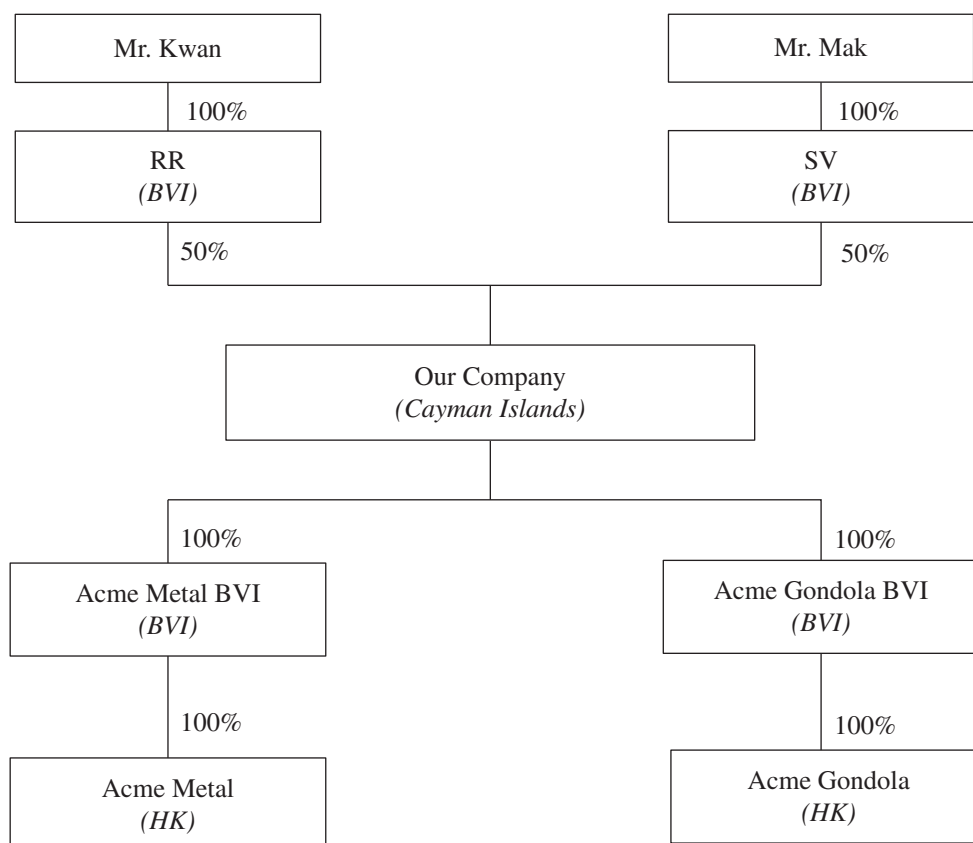 Mr. Kwan
Mr. Mak
100%
100%
RR
(BVI)
SV
(BVI)
50%
50%
Our Company
(Cayman Islands)
100%
100%
Acme Metal BVI
(BVI)
Acme Gondola BVI
(BVI)
100%
100%
Acme Metal
(HK)
Acme Gondola
(HK)